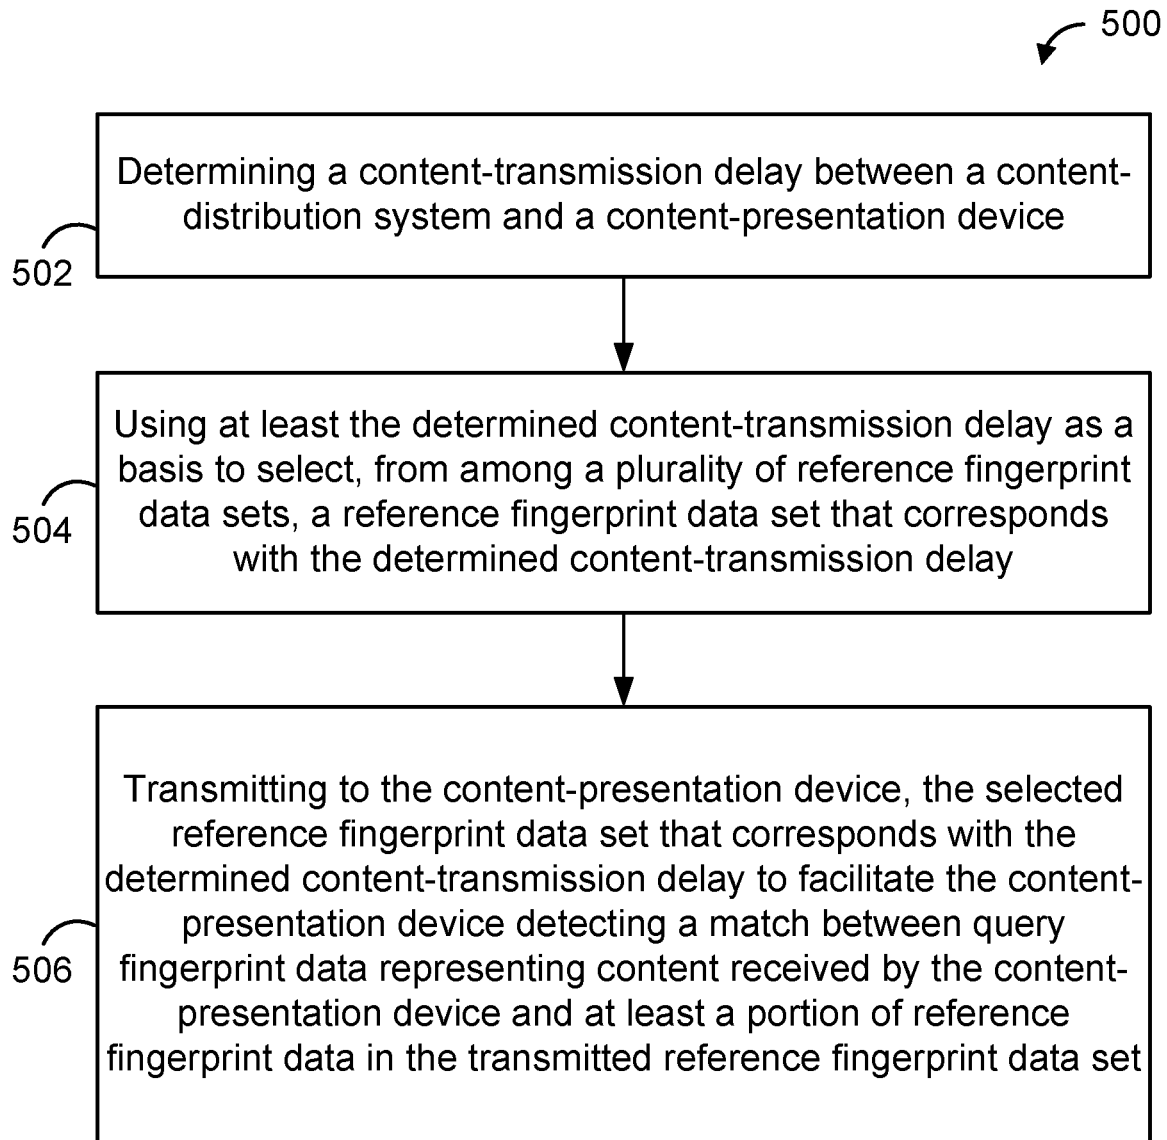 500
Determining a content-transmission delay between a content-
distribution system and a content-presentation device
502
Using at least the determined content-transmission delay as a
basis to select, from among a plurality of reference fingerprint
data sets, a reference fingerprint data set that corresponds
with the determined content-transmission delay
504
Transmitting to the content-presentation device, the selected
reference fingerprint data set that corresponds with the
determined content-transmission delay to facilitate the content-
presentation device detecting a match between query
fingerprint data representing content received by the content-
presentation device and at least a portion of reference
fingerprint data in the transmitted reference fingerprint data set
506